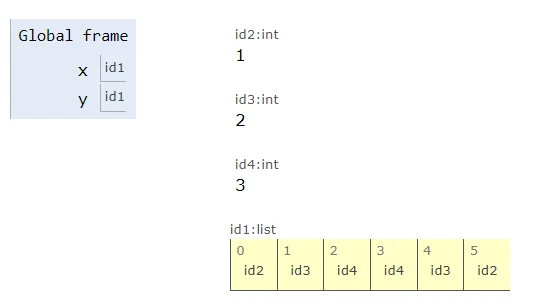 Global frame
x id1
y id1
id2:int
1
id3:int
2
id4:int
3
id1:list
0 1 2 3 4 5
id2 id3 id4 id4 id3 id2